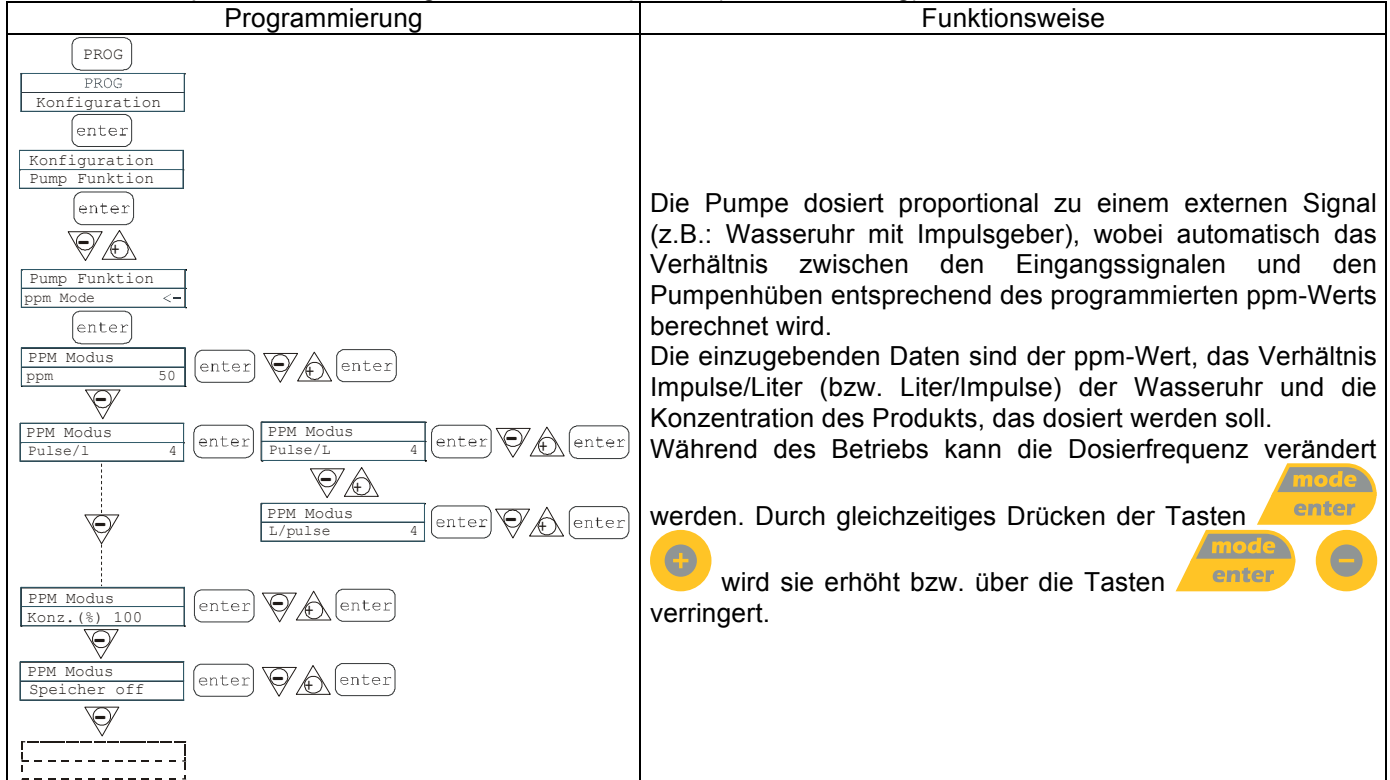 Programmierung
Funktionsweise
PROG
PROG
Konfiguration
enter
Konfiguration
Pump Funktion
enter
- +
Pump Funktion
ppm Mode <-
enter
PPM Modus
ppm 50
enter - + enter
-
PPM Modus
Pulse/l 4
enter
PPM Modus
Pulse/L 4
enter - + enter
- +
PPM Modus
L/pulse 4
enter - + enter
-
PPM Modus
Konz.(%) 100
enter - + enter
-
PPM Modus
Speicher off
enter - + enter
-
Die Pumpe dosiert proportional zu einem externen Signal
(z.B.: Wasseruhr mit Impulsgeber), wobei automatisch das
Verhältnis zwischen den Eingangssignalen und den
Pumpenhüben entsprechend des programmierten ppm-Werts
berechnet wird.
Die einzugebenden Daten sind der ppm-Wert, das Verhältnis
Impulse/Liter (bzw. Liter/Impulse) der Wasseruhr und die
Konzentration des Produkts, das dosiert werden soll.
Während des Betriebs kann die Dosierfrequenz verändert
werden. Durch gleichzeitiges Drücken der Tasten mode enter
+ wird sie erhöht bzw. über die Tasten mode enter -
verringert.